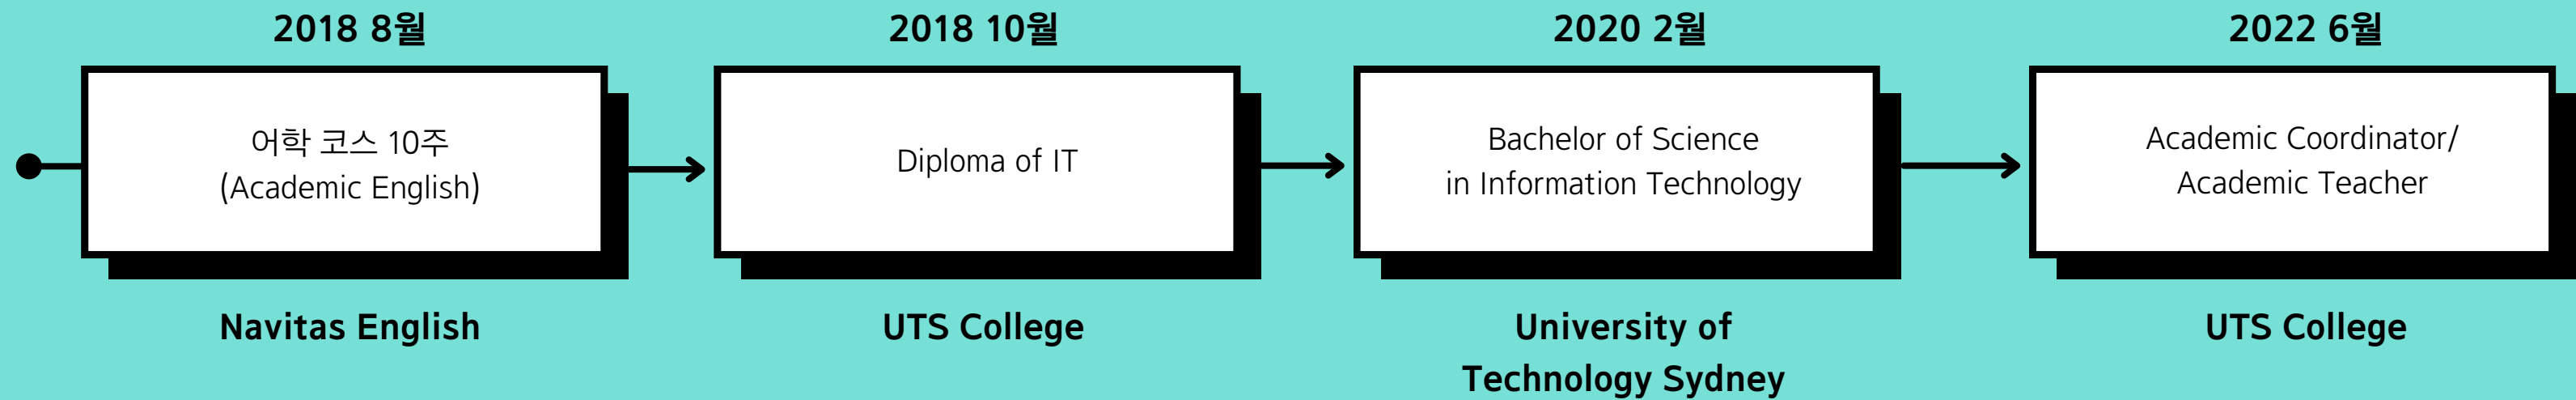 2018 8월
어학 코스 10주
(Academic English)
Navitas English
2018 10월
Diploma of IT
UTS College
2020 2월
Bachelor of Science
in Information Technology
University of
Technology Sydney
2022 6월
Academic Coordinator/
Academic Teacher
UTS College